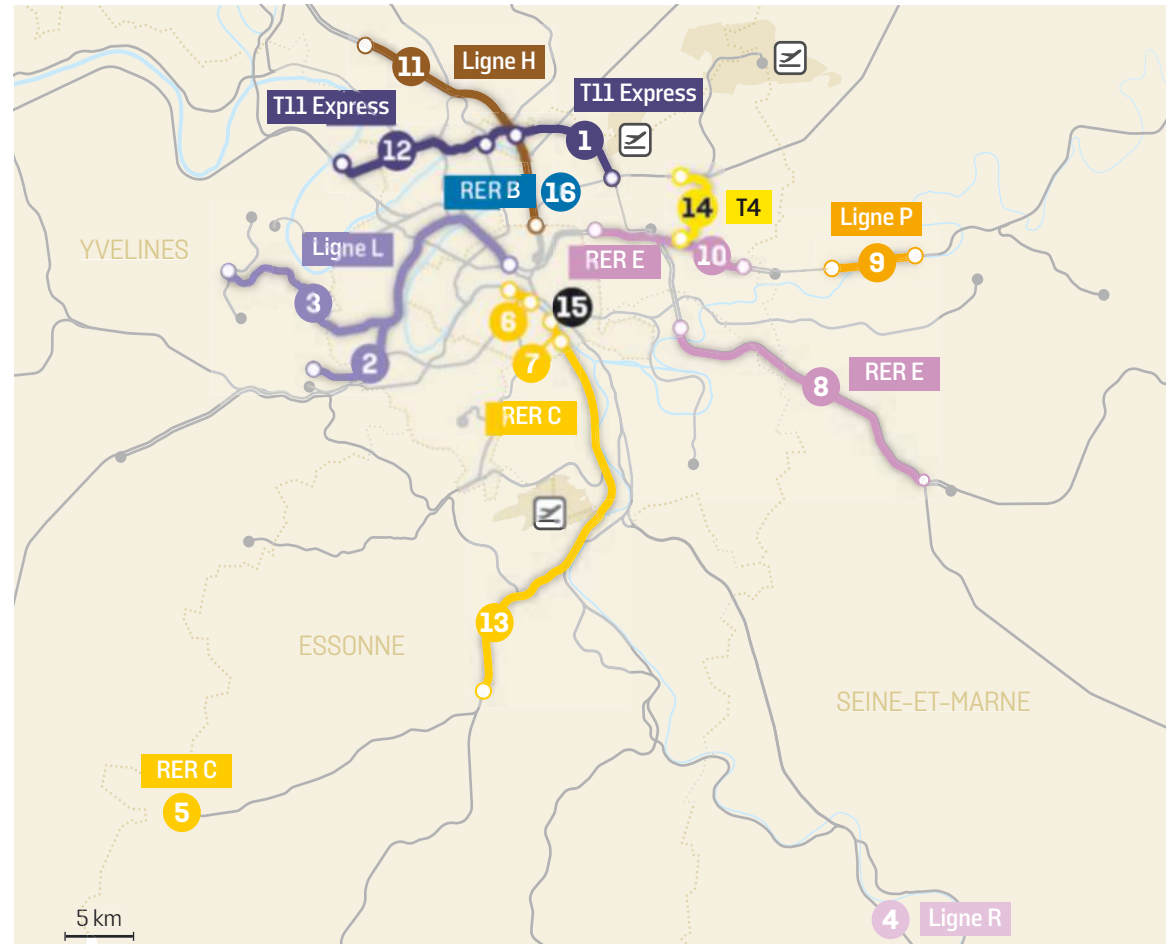 11
Ligne H
T11 Express
T11 Express
1
12
RER B
16
14
T4
Ligne P
YVELINES
Ligne L
RER E
10
9
3
6
15
2
7
8
RER E
RER C
13
ESSONNE
SEINE-ET-MARNE
RER C
5
5 km
4
Ligne R